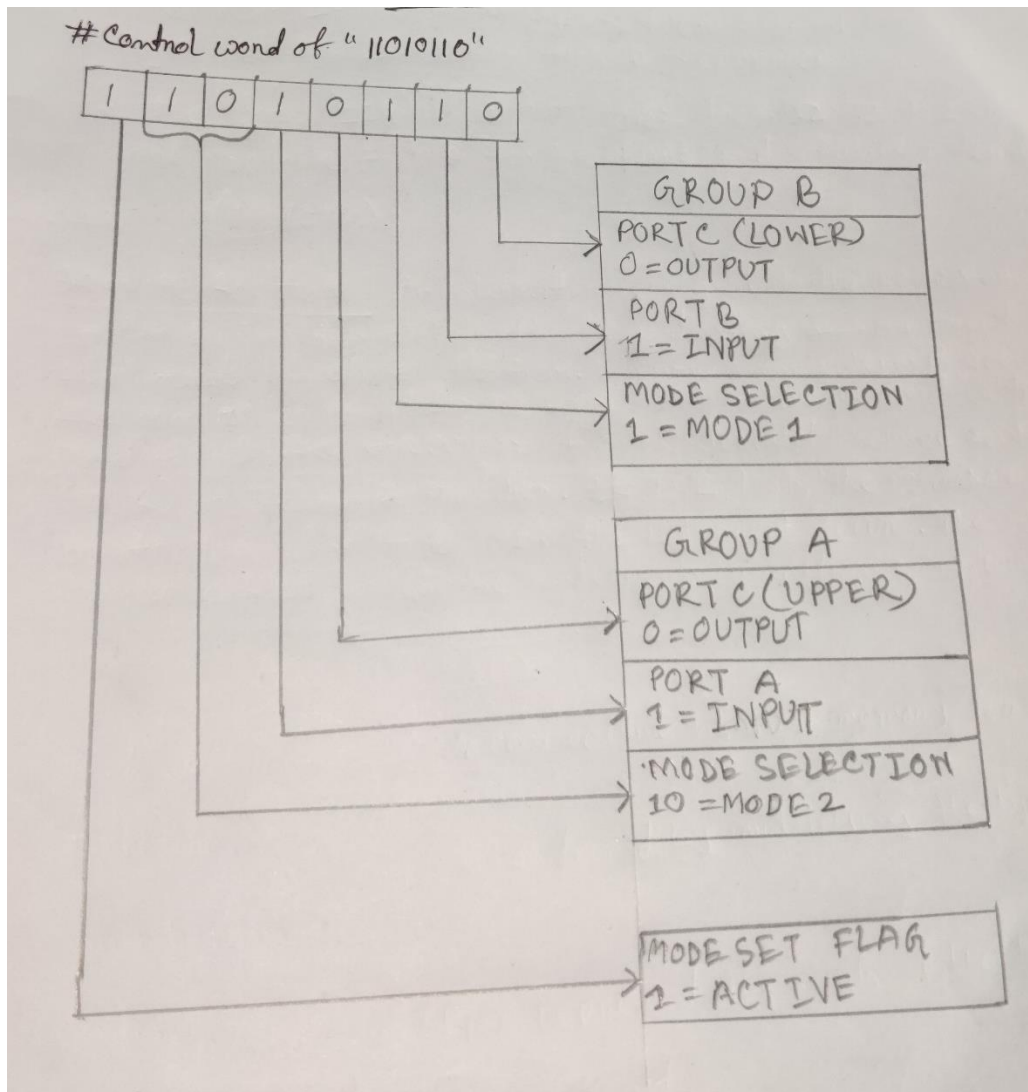 # Control word of "11010110"
1 1 0 1 0 1 1 0
GROUP B
PORT C (LOWER)
0 = OUTPUT
PORT B
1 = INPUT
MODE SELECTION
1 = MODE 1
GROUP A
PORT C (UPPER)
0 = OUTPUT
PORT A
1 = INPUT
MODE SELECTION
10 = MODE 2
MODE SET FLAG
1 = ACTIVE